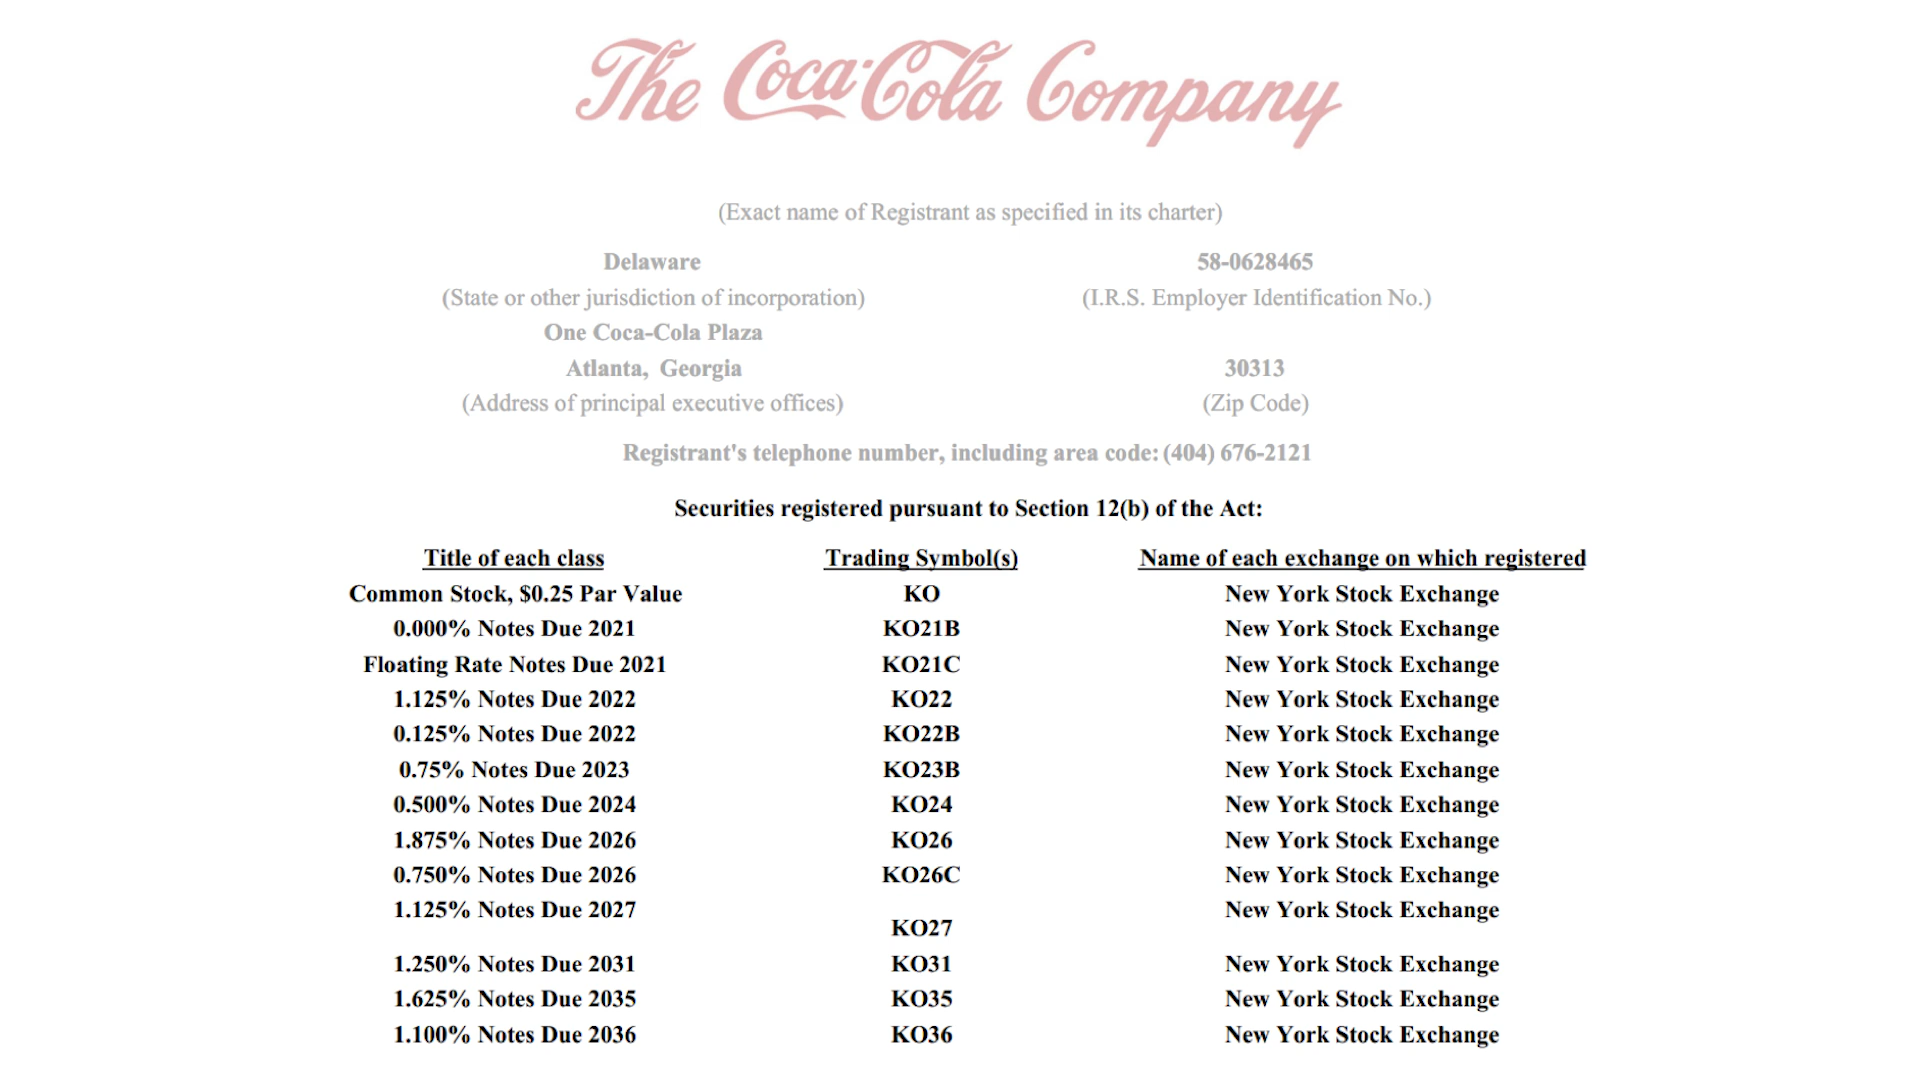 The Coca-Cola Company
(Exact name of Registrant as specified in its charter)
Delaware 58-0628465
(State or other jurisdiction of incorporation) (I.R.S. Employer Identification No.)
One Coca-Cola Plaza
Atlanta, Georgia 30313
(Address of principal executive offices) (Zip Code)
Registrant's telephone number, including area code: (404) 676-2121
Securities registered pursuant to Section 12(b) of the Act:
Title of each class Trading Symbol(s) Name of each exchange on which registered
Common Stock, $0.25 Par Value KO New York Stock Exchange
0.000% Notes Due 2021 KO21B New York Stock Exchange
Floating Rate Notes Due 2021 KO21C New York Stock Exchange
1.125% Notes Due 2022 KO22 New York Stock Exchange
0.125% Notes Due 2022 KO22B New York Stock Exchange
0.75% Notes Due 2023 KO23B New York Stock Exchange
0.500% Notes Due 2024 KO24 New York Stock Exchange
1.875% Notes Due 2026 KO26 New York Stock Exchange
0.750% Notes Due 2026 KO26C New York Stock Exchange
1.125% Notes Due 2027 KO27 New York Stock Exchange
1.250% Notes Due 2031 KO31 New York Stock Exchange
1.625% Notes Due 2035 KO35 New York Stock Exchange
1.100% Notes Due 2036 KO36 New York Stock Exchange